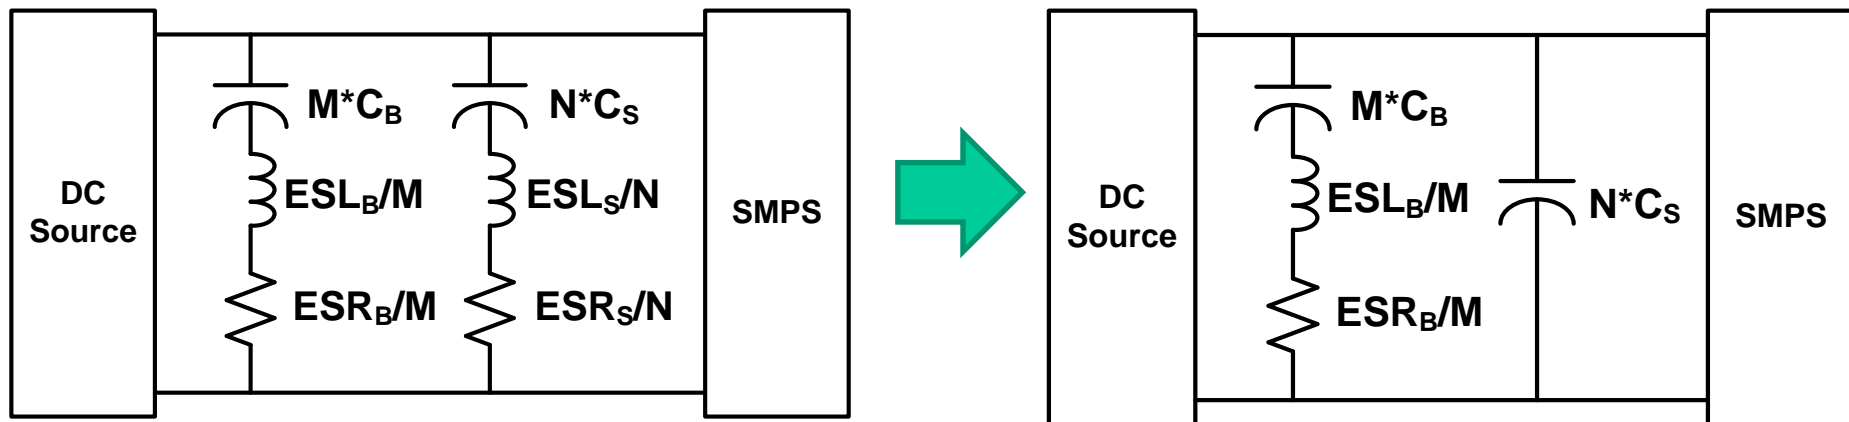 DC
Source
M*CB
ESLB/M
ESRB/M
N*CS
ESLS/N
ESRS/N
SMPS
DC
Source
M*CB
ESLB/M
ESRB/M
N*CS
SMPS